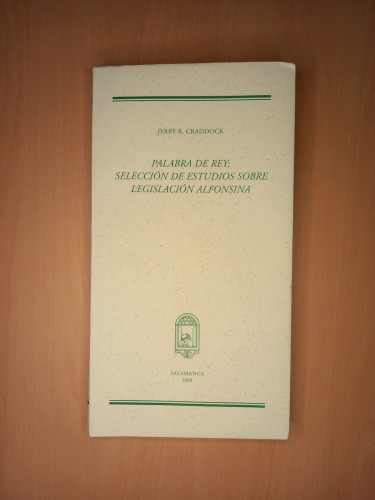 JERRY R. CRADDOCK
PALABRA DE REY:
SELECCIÓN DE ESTUDIOS SOBRE
LEGISLACIÓN ALFONSINA
SALAMANCA
2008